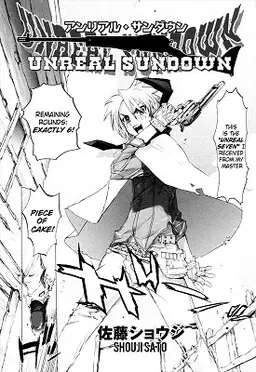 アンリアル・サンダウン
UNREAL SUNDOWN
THIS IS THE "UNREAL SEVEN" I RECEIVED FROM MY MASTER
REMAINING ROUNDS: EXACTLY 6!
PIECE OF CAKE!
佐藤ショウジ
SHOUJI SATO